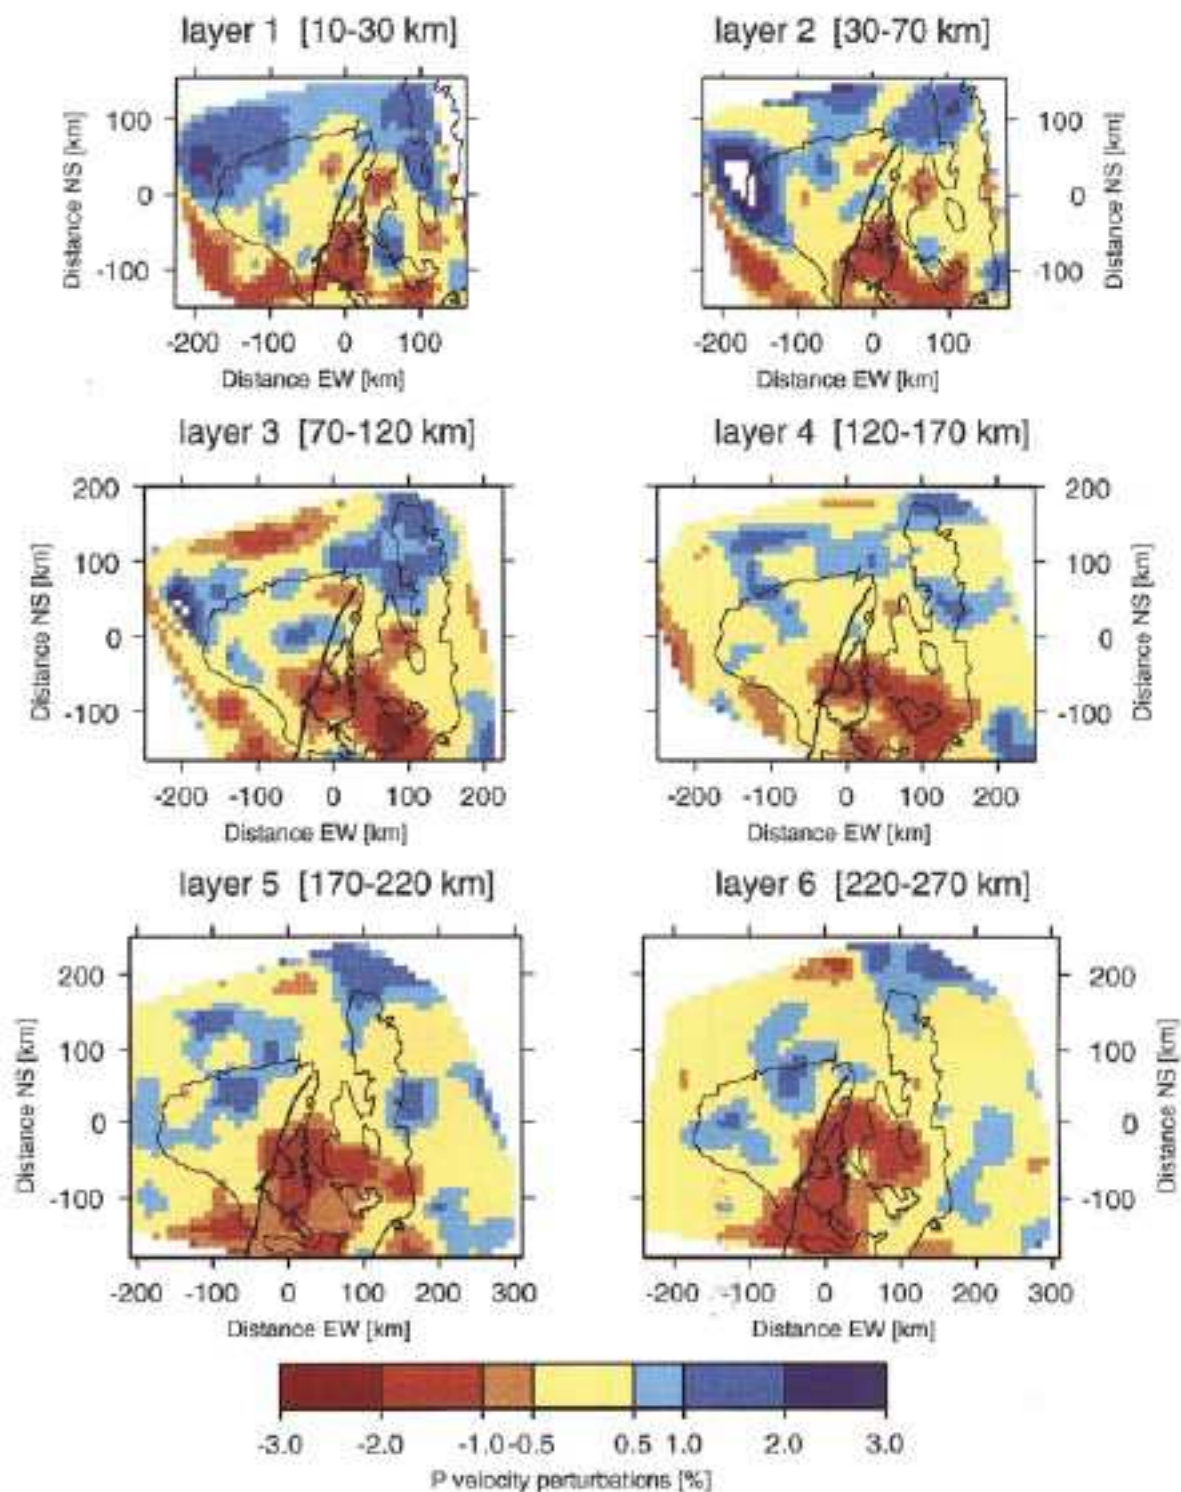 layer 1 [10-30 km]
layer 2 [30-70 km]
100
0
-100
Distance NS [km]
-200 -100 0 100
Distance EW [km]
100
0
-100
Distance NS [km]
-200 -100 0 100
Distance EW [km]
layer 3 [70-120 km]
layer 4 [120-170 km]
200
100
0
-100
Distance NS [km]
-200 -100 0 100 200
Distance EW [km]
200
100
0
-100
Distance NS [km]
-200 -100 0 100 200
Distance EW [km]
layer 5 [170-220 km]
layer 6 [220-270 km]
200
100
0
-100
Distance NS [km]
-200 -100 0 100 200 300
Distance EW [km]
200
100
0
-100
Distance NS [km]
-200 -100 0 100 200 300
Distance EW [km]
-3.0 -2.0 -1.0 -0.5 0.5 1.0 2.0 3.0
P velocity perturbations [%]